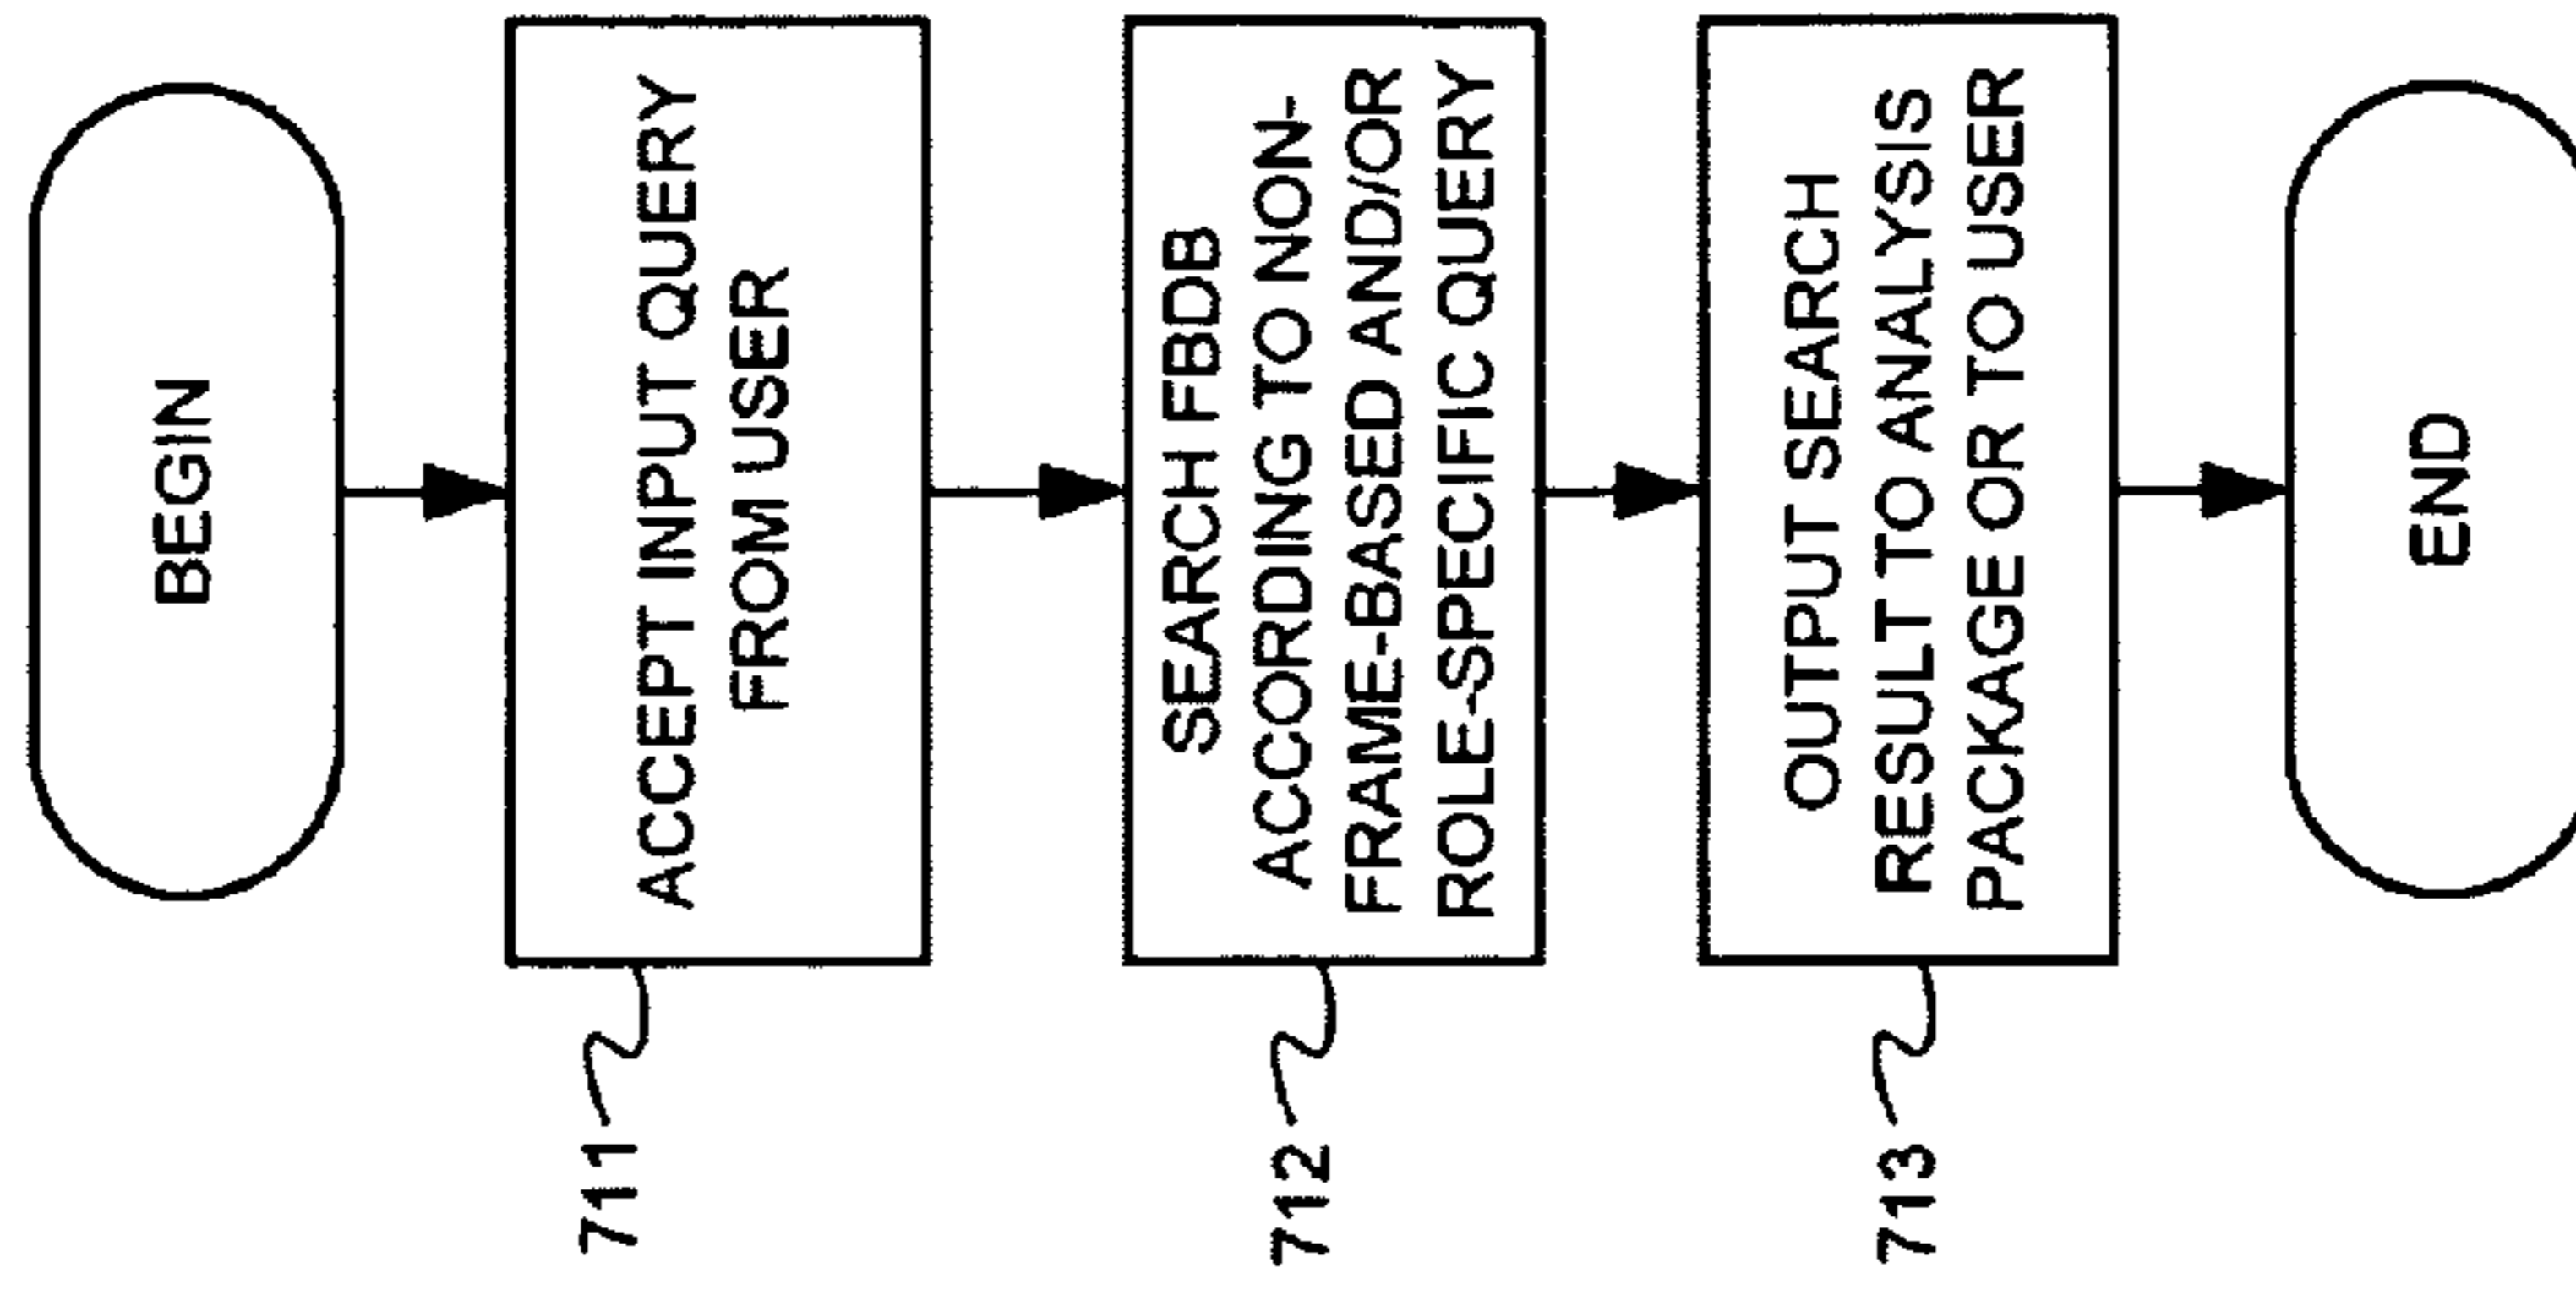 BEGIN
711
ACCEPT INPUT QUERY
FROM USER
712
SEARCH FBDB
ACCORDING TO NON-
FRAME-BASED AND/OR
ROLE-SPECIFIC QUERY
713
OUTPUT SEARCH
RESULT TO ANALYSIS
PACKAGE OR TO USER
END